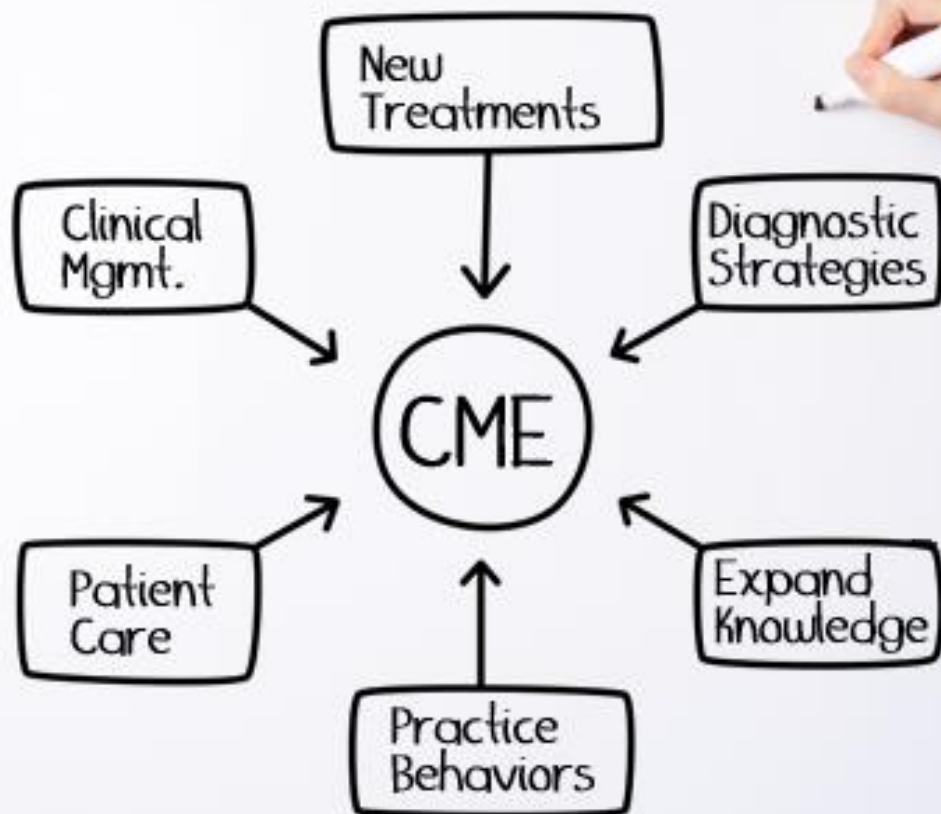 New
Treatments
Clinical
Mgmt.
Diagnostic
Strategies
CME
Patient
Care
Expand
Knowledge
Practice
Behaviors